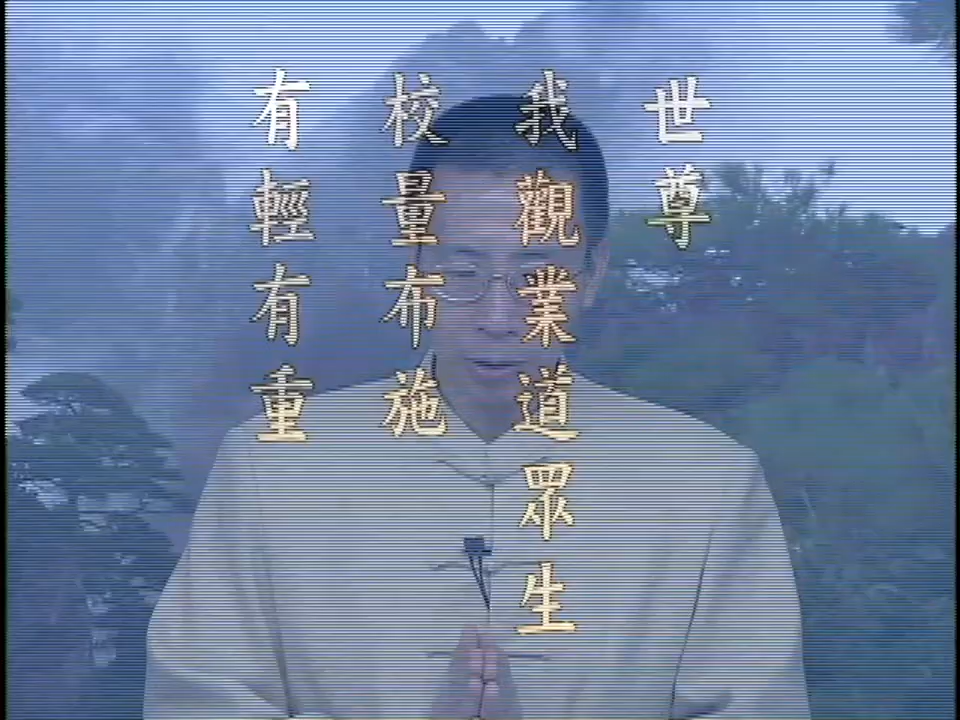 世尊
我觀業道眾生
校量布施
有輕有重